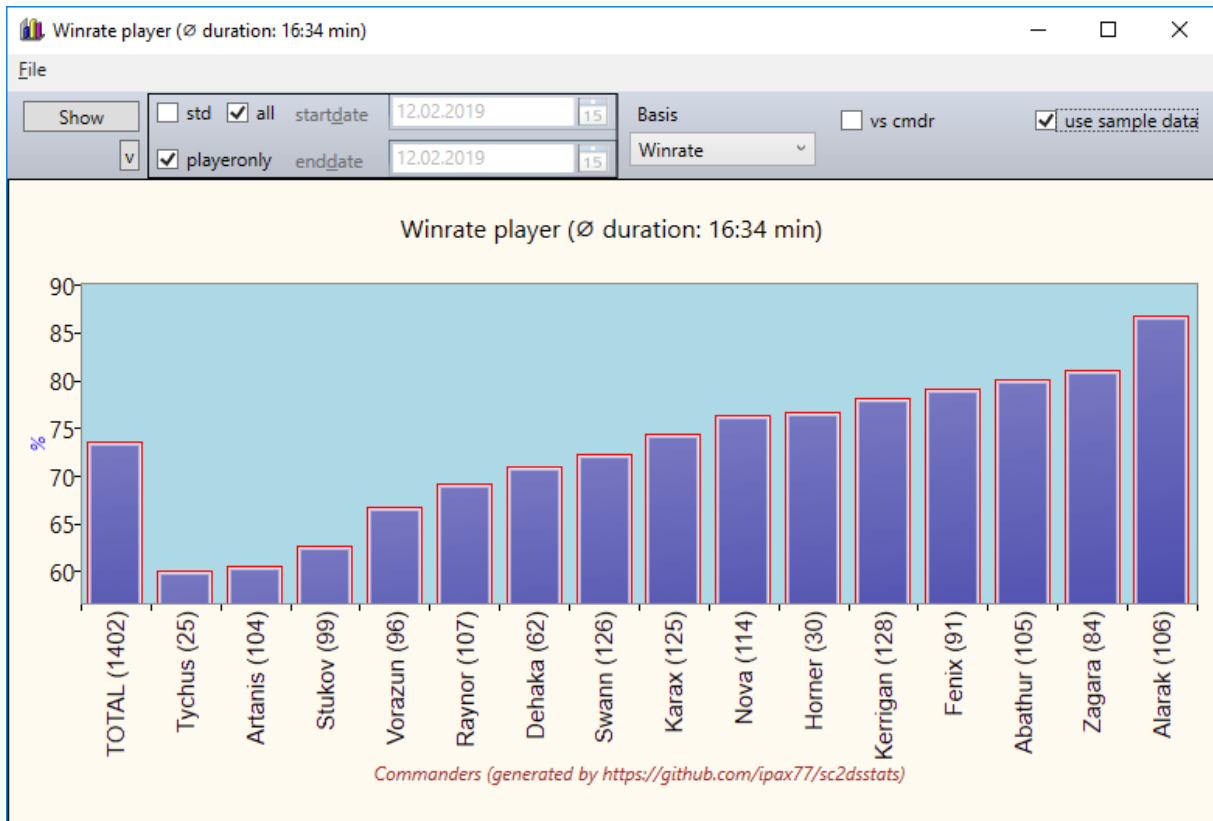 Winrate player (∅ duration: 16:34 min)
File
Show
v
std all startdate 12.02.2019 15
playeronly enddate 12.02.2019 15
Basis
Winrate
vs cmdr
use sample data
Winrate player (∅ duration: 16:34 min)
%
90
85
80
75
70
65
60
TOTAL (1402)
Tychus (25)
Artanis (104)
Stukov (99)
Vorazun (96)
Raynor (107)
Dehaka (62)
Swann (126)
Karax (125)
Nova (114)
Horner (30)
Kerrigan (128)
Fenix (91)
Abathur (105)
Zagara (84)
Alarak (106)
Commanders (generated by https://github.com/ipax77/sc2dsstats)